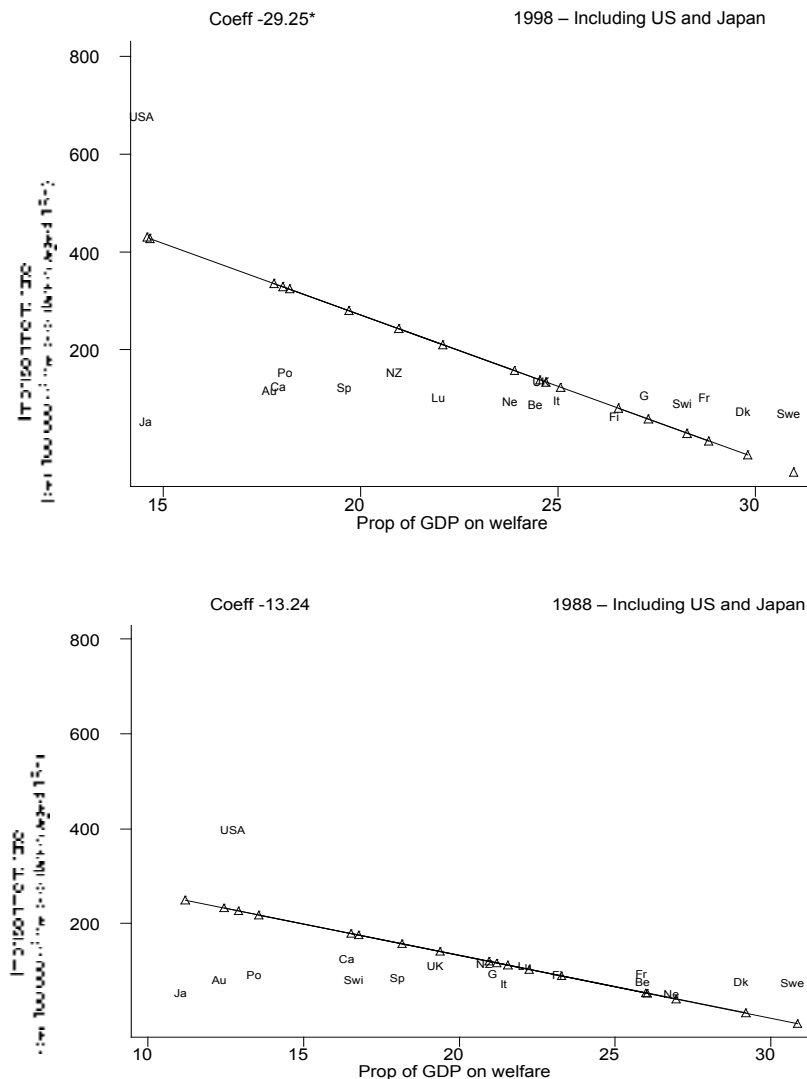 Coeff -29.25* 1998 – Including US and Japan
800
USA
600
400
200
Po
NZ
Au
Ca
Sp
Lu
Ne
Be
It
G
Swi
Fr
Fi
Dk
Swe
Ja
15 20 25 30
Prop of GDP on welfare
Coeff -13.24 1988 – Including US and Japan
800
600
400
USA
200
Ca
UK
Ja
Au
Po
Swi
Sp
G
It
Fr
Be
Dk
Swe
10 15 20 25 30
Prop of GDP on welfare